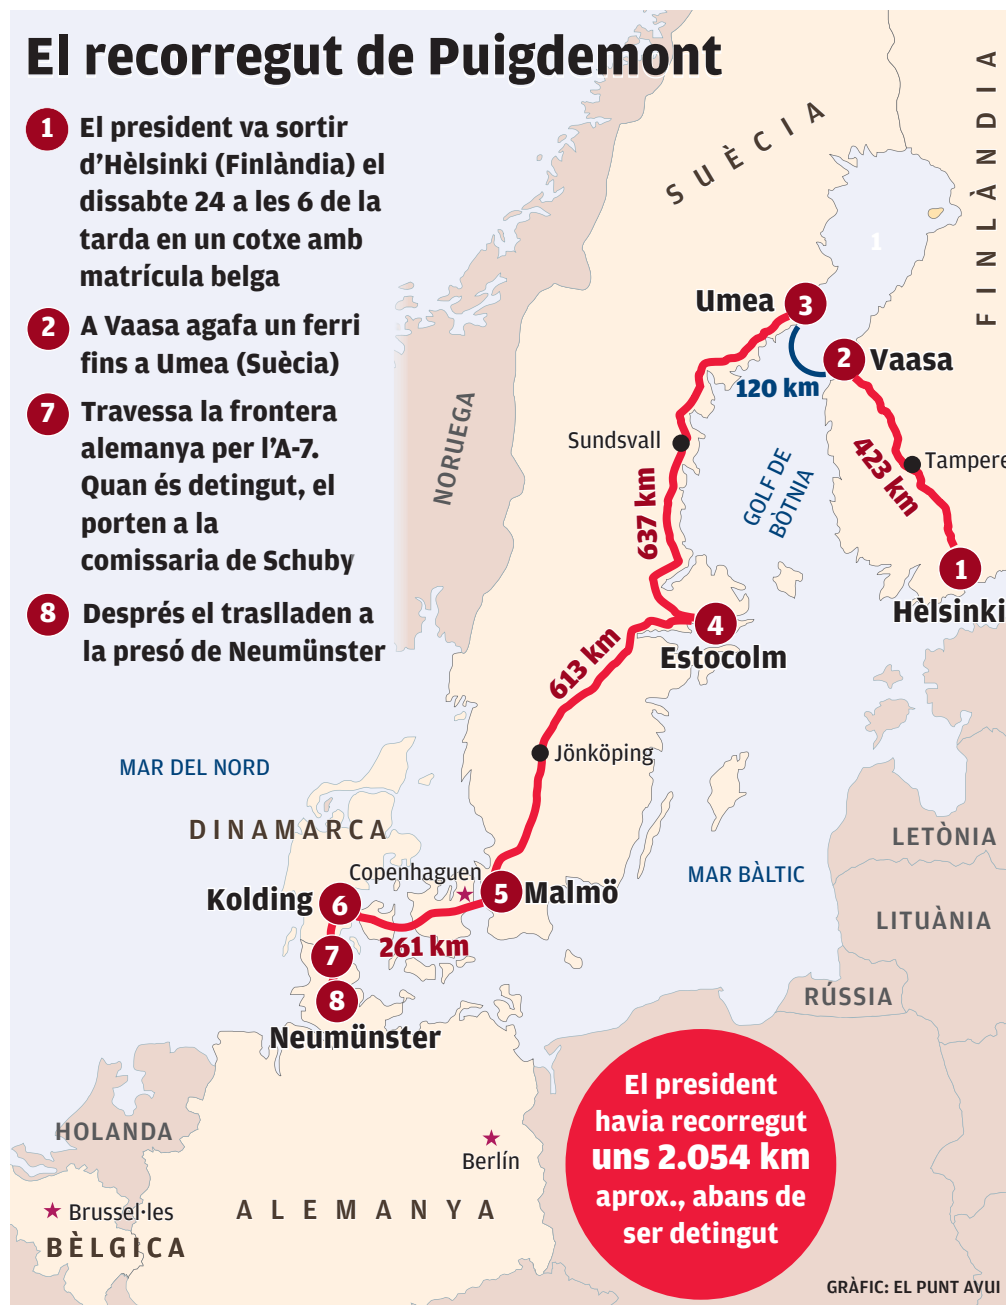 El recorregut de Puigdemont
1
El president va sortir
d'Hèlsinki (Finlàndia) el
dissabte 24 a les 6 de la
tarda en un cotxe amb
matrícula belga
2
A Vaasa agafa un ferri
fins a Umea (Suècia)
7
Travessa la frontera
alemanya per l'A-7.
Quan és detingut, el
porten a la
comissaria de Schuby
8
Després el traslladen a
la presó de Neumünster
SUÈCIA
FINLÀNDIA
1
Umea
3
2
Vaasa
120 km
NORUEGA
Sundsvall
GOLF DE
BÒTNIA
423 km
Tampere
637 km
1
Hèlsinki
4
Estocolm
613 km
Jönköping
MAR DEL NORD
DINAMARCA
LETÒNIA
Copenhaguen
MAR BÀLTIC
Kolding
6
5
Malmö
LITUÀNIA
261 km
7
8
RÚSSIA
Neumünster
HOLANDA
Berlín
Brussel·les
BÈLGICA
ALEMANYA
El president
havia recorregut
uns 2.054 km
aprox., abans de
ser detingut
GRÀFIC: EL PUNT AVUI